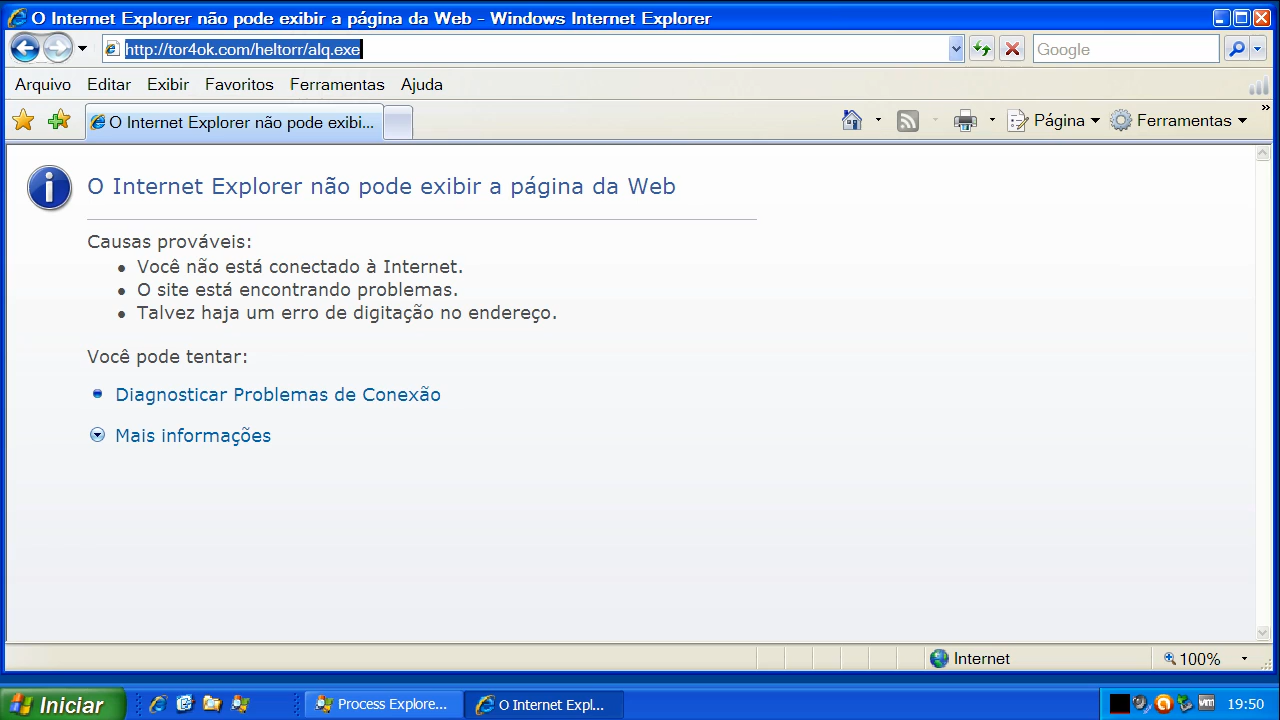 O Internet Explorer não pode exibir a página da Web - Windows Internet Explorer
http://tor4ok.com/heltorr/alq.exe
Google
Arquivo Editar Exibir Favoritos Ferramentas Ajuda
O Internet Explorer não pode exibi...
Página
Ferramentas
O Internet Explorer não pode exibir a página da Web
Causas prováveis:
Você não está conectado à Internet.
O site está encontrando problemas.
Talvez haja um erro de digitação no endereço.
Você pode tentar:
Diagnosticar Problemas de Conexão
Mais informações
Internet
100%
Iniciar
Process Explore...
O Internet Expl...
vm
19:50